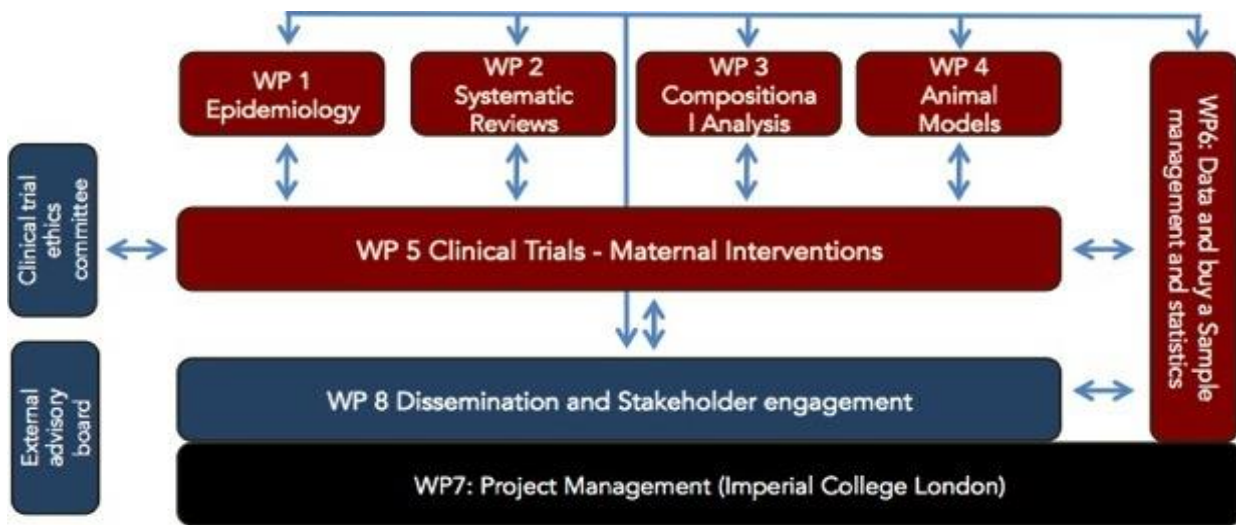 WP 1
Epidemiology
WP 2
Systematic
Reviews
WP 3
Compositiona
l Analysis
WP 4
Animal
Models
WP6: Data and buy a Sample
management and statistics
Clinical trial
ethics
committee
WP 5 Clinical Trials - Maternal Interventions
External
advisory
board
WP 8 Dissemination and Stakeholder engagement
WP7: Project Management (Imperial College London)